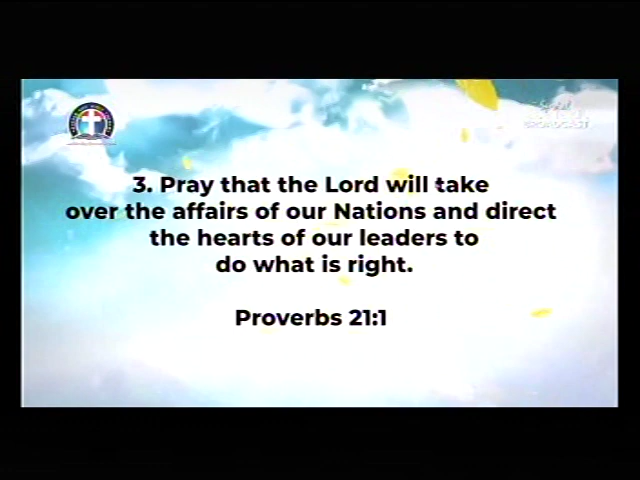 BROADCAST
3. Pray that the Lord will take
over the affairs of our Nations and direct
the hearts of our leaders to
do what is right.
Proverbs 21:1